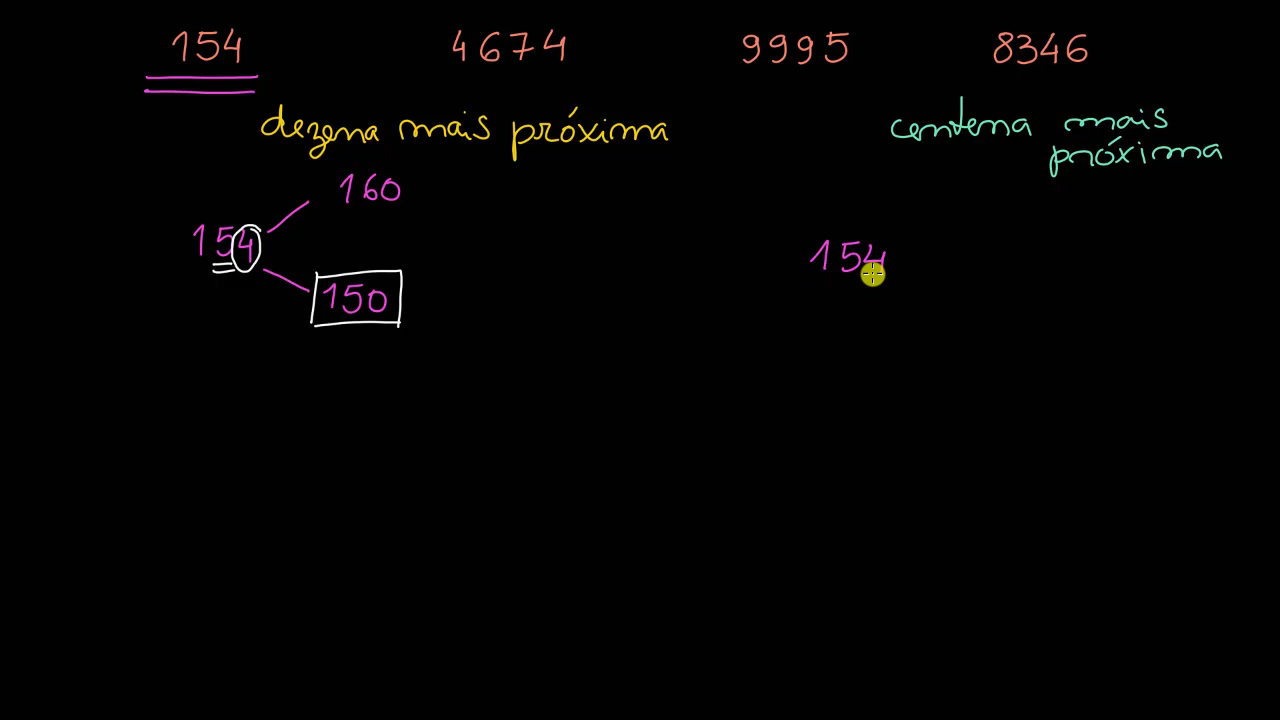 154 4674 9995 8346
dezena mais próxima
centena mais
próxima
160
154
150
154